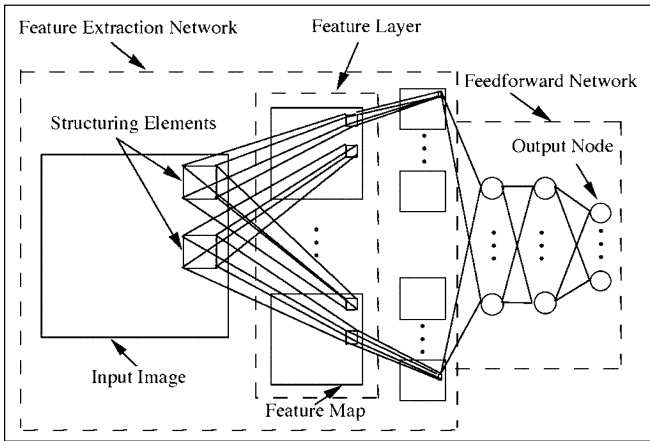 Feature Extraction Network
Feature Layer
Feedforward Network
Structuring Elements
Output Node
Input Image
Feature Map